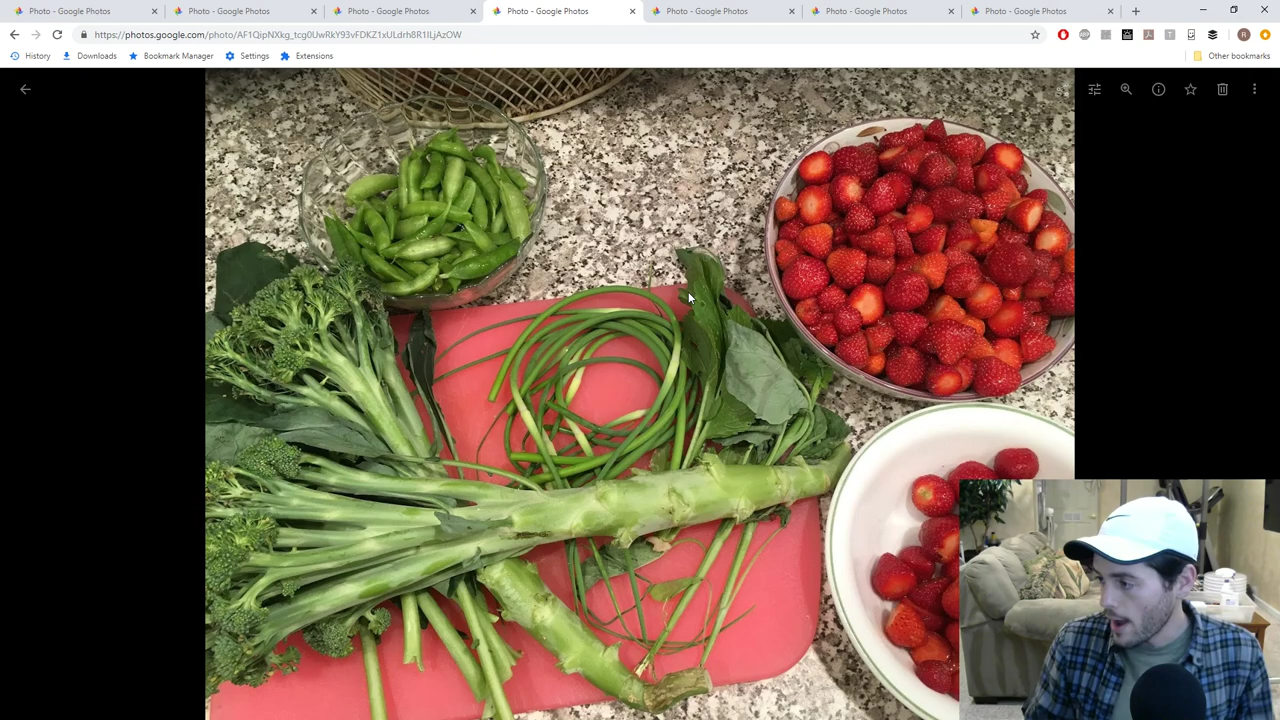 Photo - Google Photos Photo - Google Photos Photo - Google Photos Photo - Google Photos Photo - Google Photos Photo - Google Photos Photo - Google Photos
https://photos.google.com/photo/AF1QipNXkg_tcg0UwRkY93vFDKZ1xULdrh8R1ILjAzOW
History Downloads Bookmark Manager Settings Extensions Other bookmarks